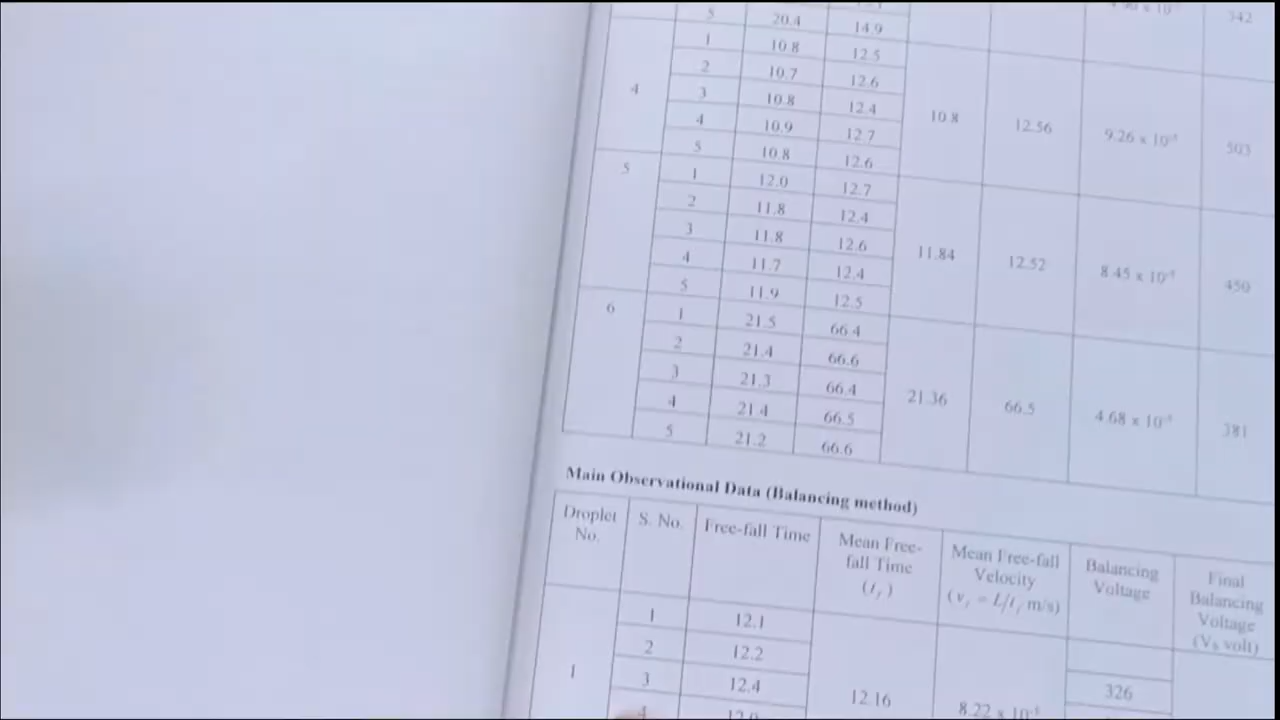 5 20.4 14.9 342
1 10.8 12.5
2 10.7 12.6
4 3 10.8 12.4 10.8 12.56 9.26 x 10⁻⁵ 503
4 10.9 12.7
5 10.8 12.6
5 1 12.0 12.7
2 11.8 12.4
3 11.8 12.6 11.84 12.52 8.45 x 10⁻⁵ 450
4 11.7 12.4
5 11.9 12.5
6 1 21.5 66.4
2 21.4 66.6
3 21.3 66.4 21.36 66.5 4.68 x 10⁻⁵ 381
4 21.4 66.5
5 21.2 66.6
Main Observational Data (Balancing method)
Droplet No.
S. No.
Free-fall Time
Mean Free-
fall Time
(t_f)
Mean Free-fall
Velocity
(v_f = L/t_f m/s)
Balancing
Voltage
Final
Balancing
Voltage
(V_b volt)
1 12.1
2 12.2
1 3 12.4 12.16 8.22 x 10⁻⁵ 326
4